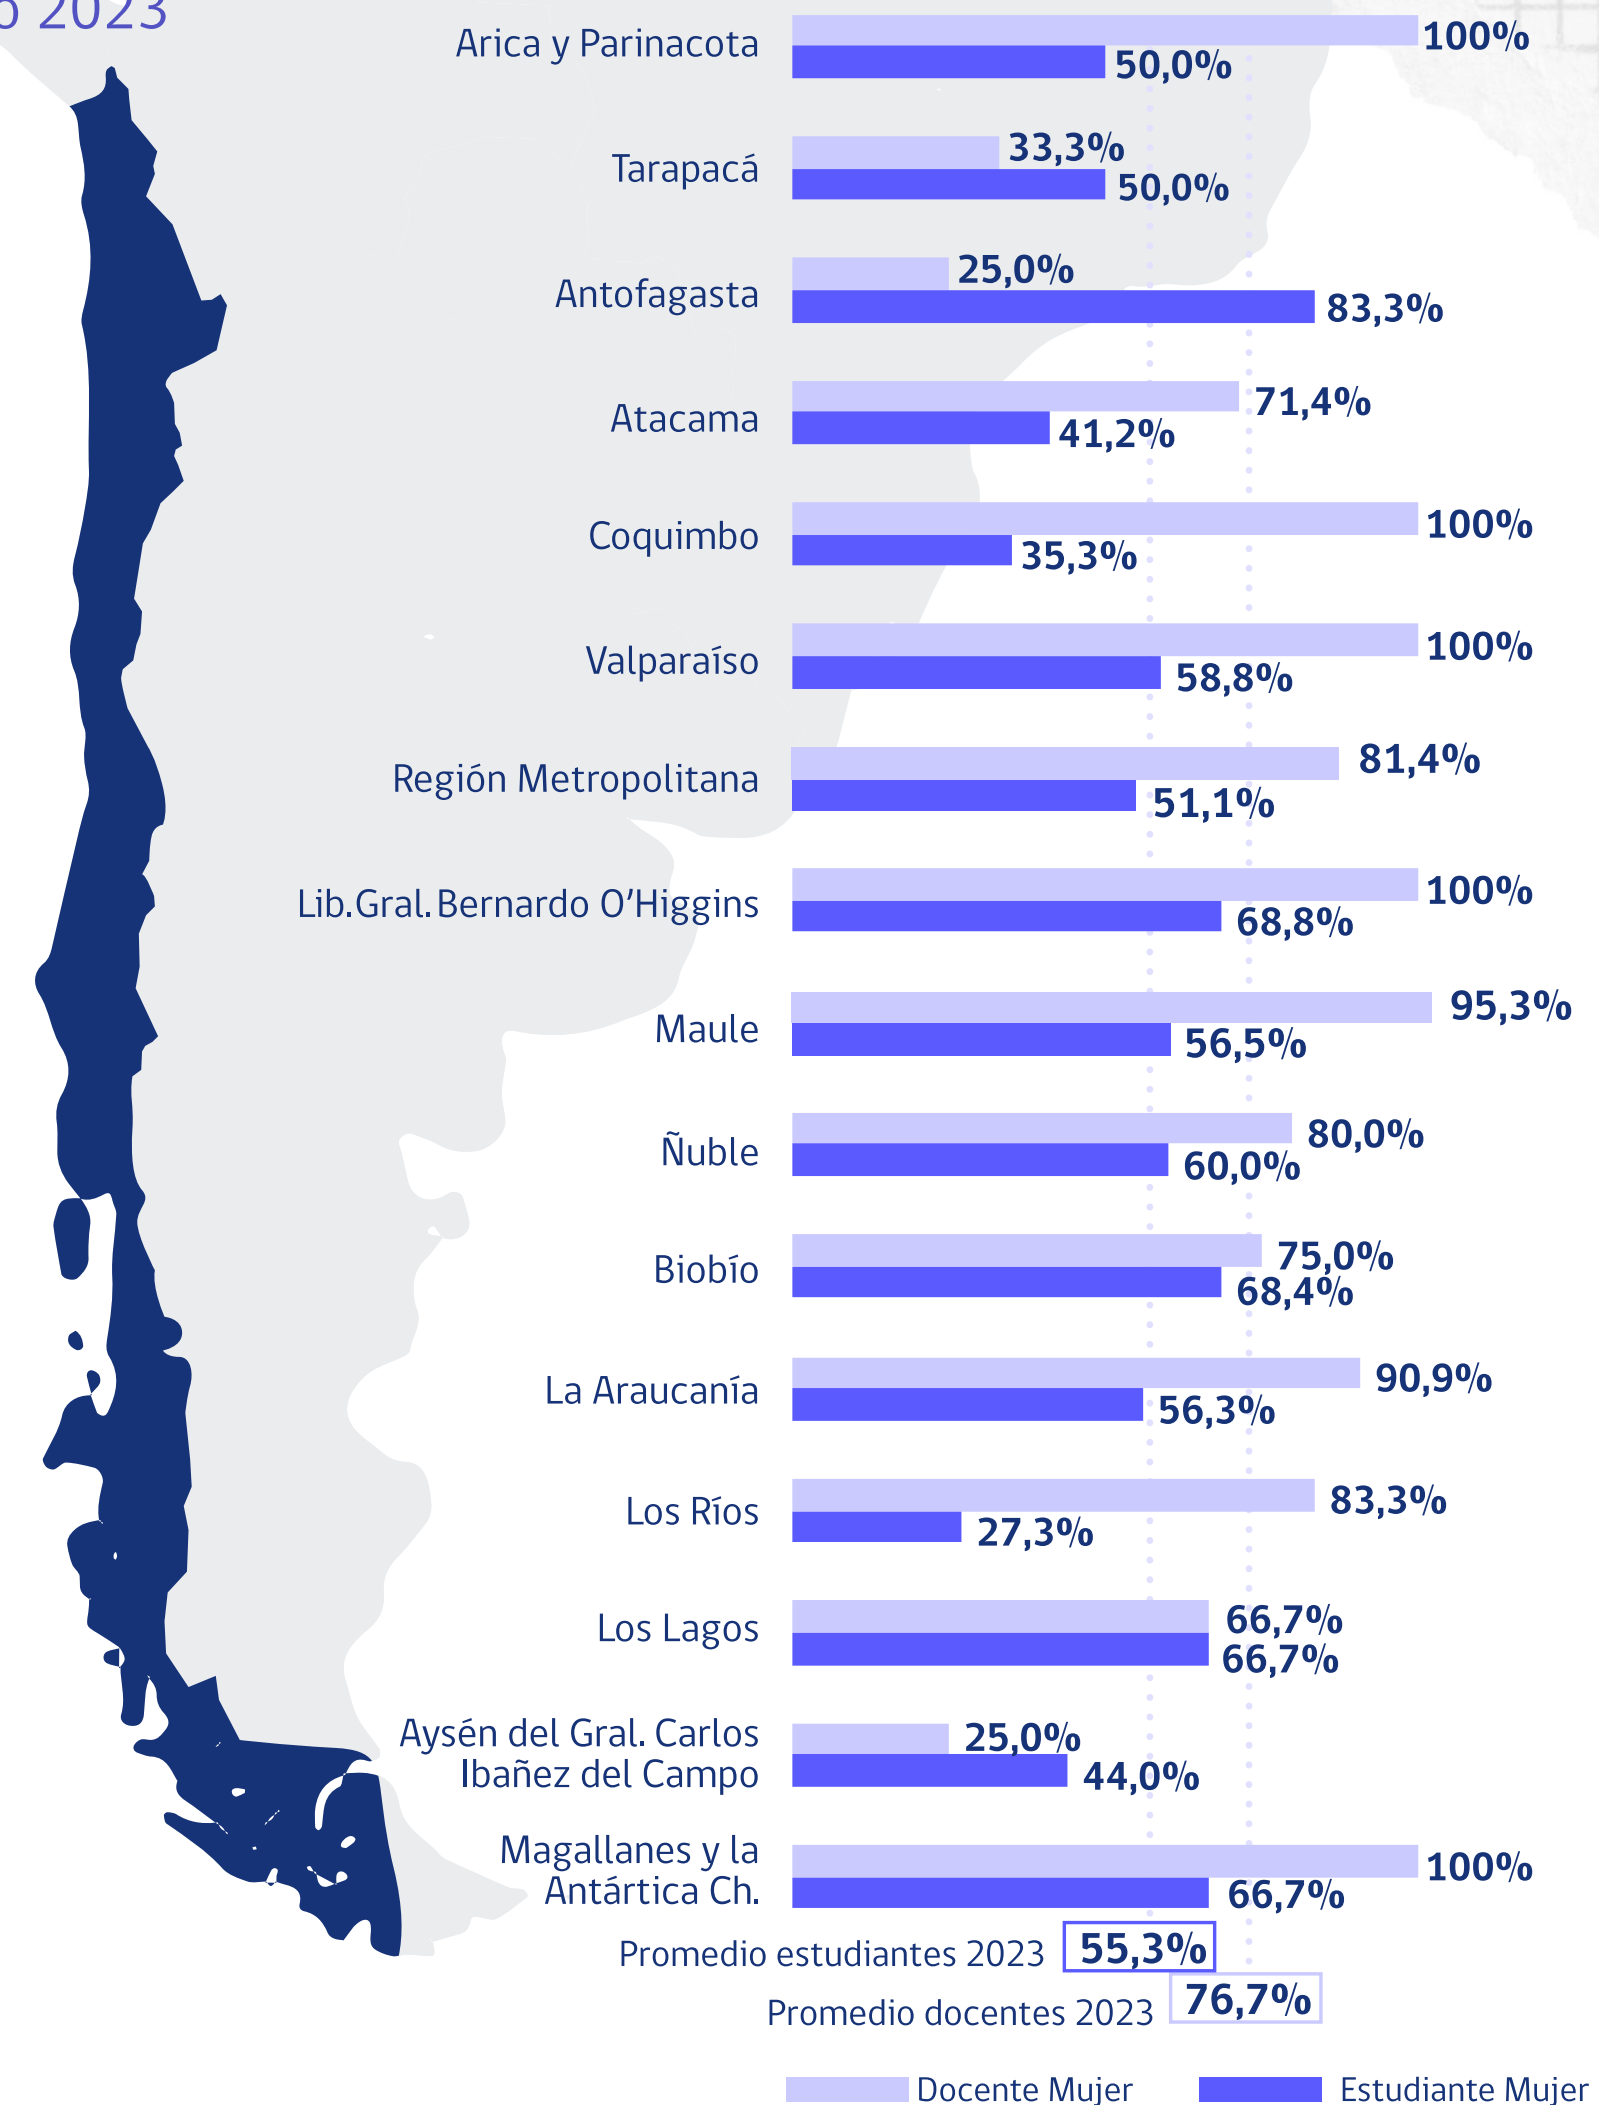 2023
Arica y Parinacota
100%
50,0%
Tarapacá
33,3%
50,0%
Antofagasta
25,0%
83,3%
Atacama
71,4%
41,2%
Coquimbo
100%
35,3%
Valparaíso
100%
58,8%
Región Metropolitana
81,4%
51,1%
Lib.Gral.Bernardo O’Higgins
100%
68,8%
Maule
95,3%
56,5%
Ñuble
80,0%
60,0%
Biobío
75,0%
68,4%
La Araucanía
90,9%
56,3%
Los Ríos
83,3%
27,3%
Los Lagos
66,7%
66,7%
Aysén del Gral. Carlos
Ibañez del Campo
25,0%
44,0%
Magallanes y la
Antártica Ch.
100%
66,7%
Promedio estudiantes 2023 55,3%
Promedio docentes 2023 76,7%
Docente Mujer Estudiante Mujer